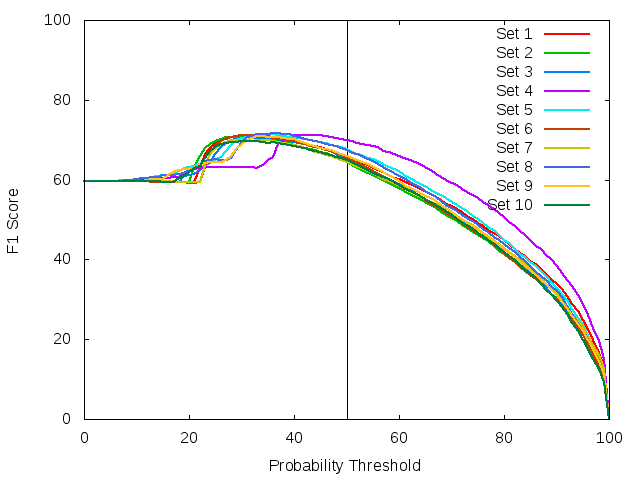 100
80
60
40
20
0
F1 Score
Set 1
Set 2
Set 3
Set 4
Set 5
Set 6
Set 7
Set 8
Set 9
Set 10
0 20 40 60 80 100
Probability Threshold